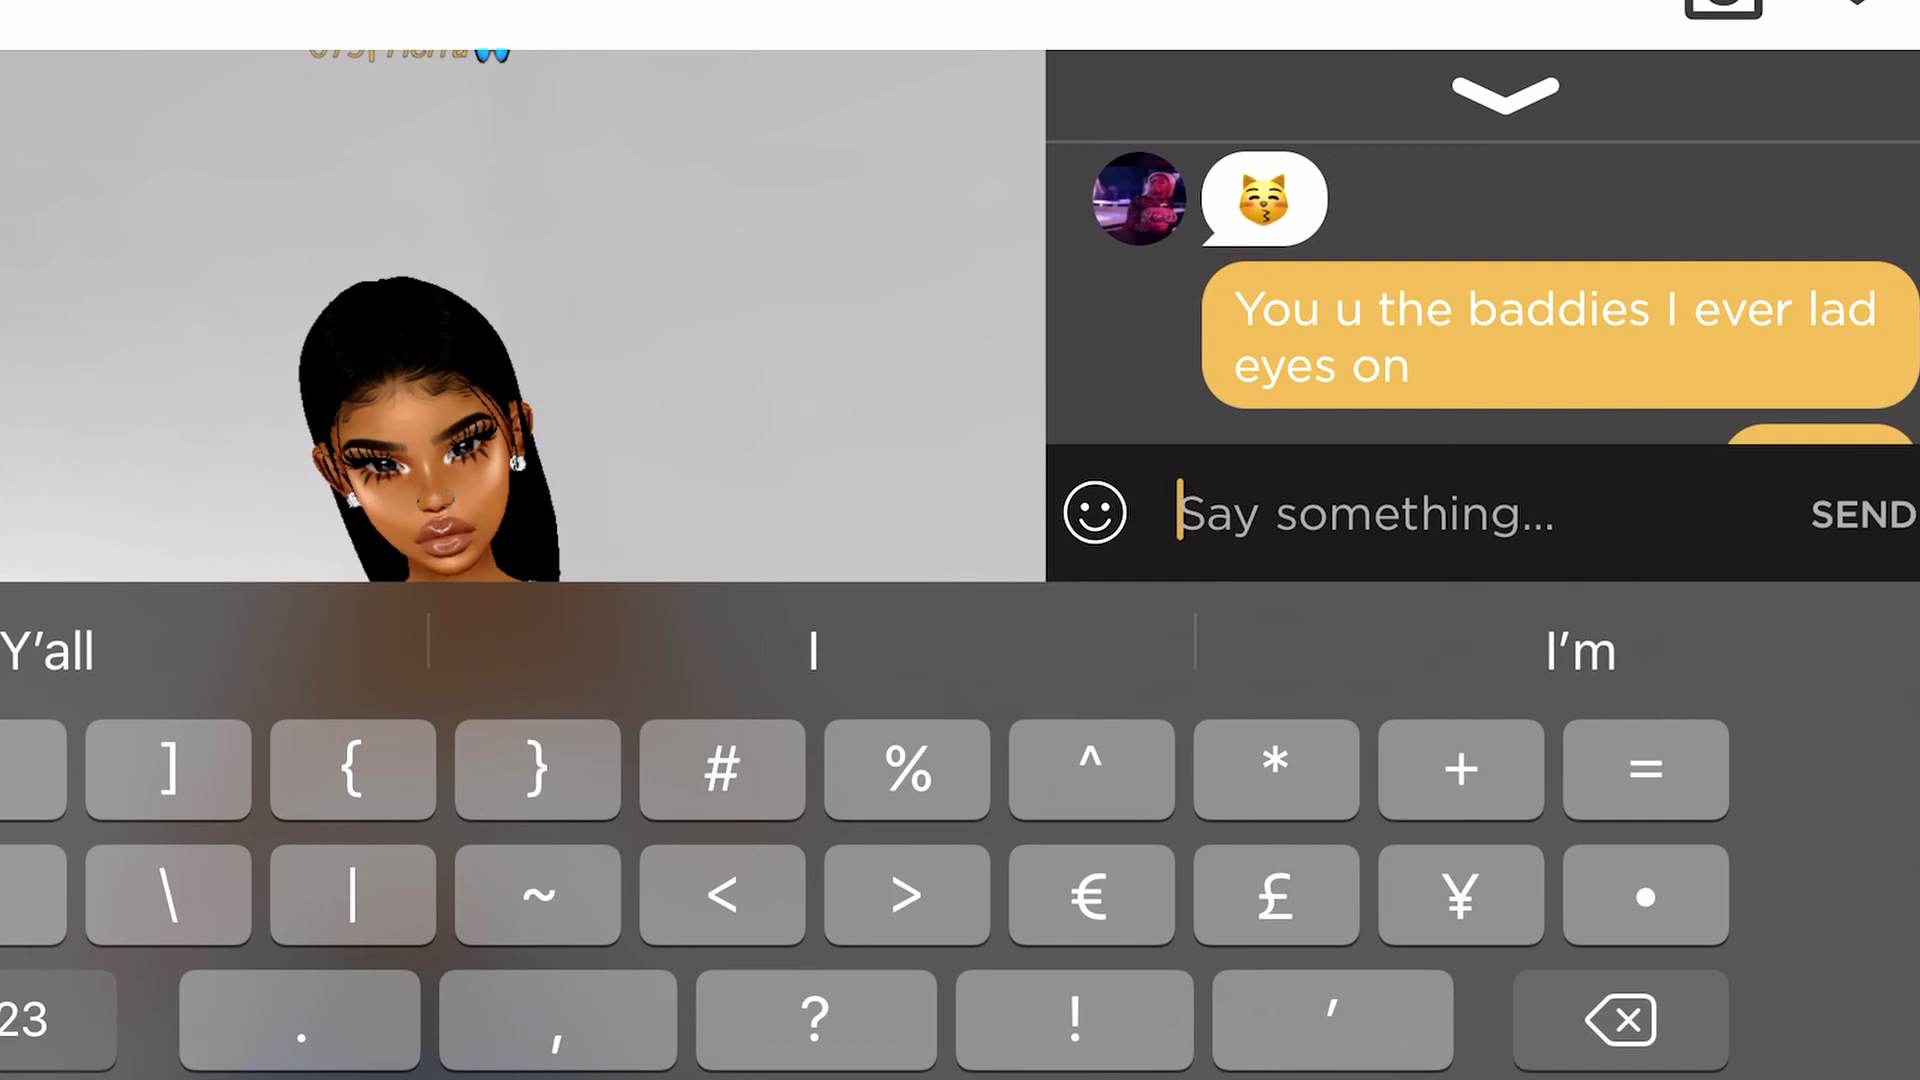 You u the baddies I ever lad
eyes on
Say something...
SEND
Y'all
I
I'm
] { } # % ^ * + =
\ | ~ < > € £ ¥ •
23 . , ? ! '